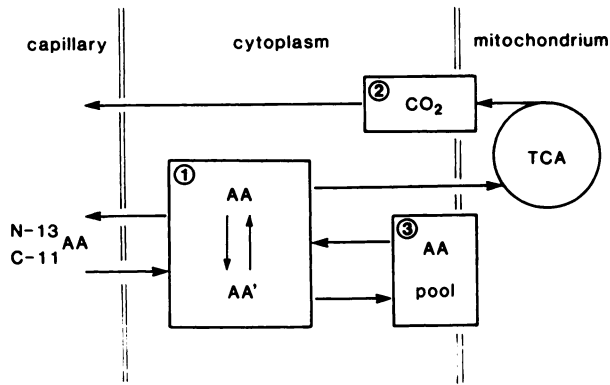 capillary cytoplasm mitochondrium
② CO₂
TCA
①
AA
N-13 AA
C-11
AA'
③
AA
pool